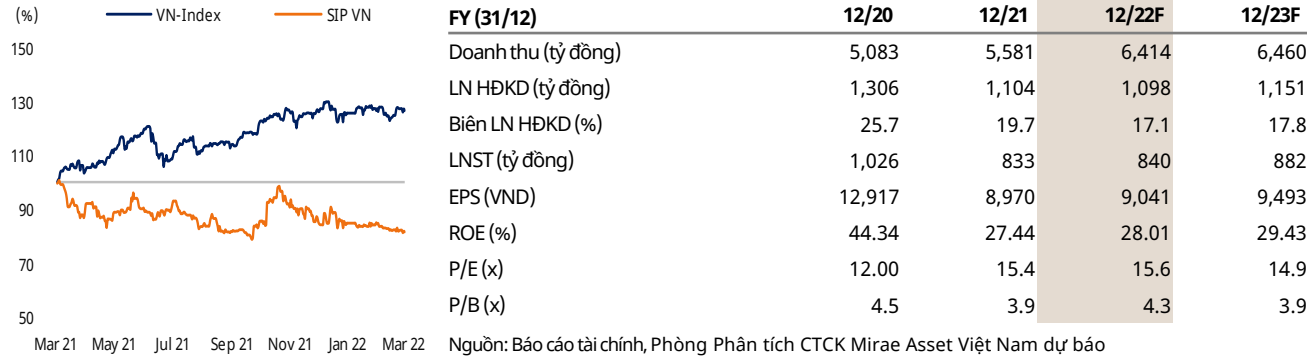 (%)
VN-Index
SIP VN
150
130
110
90
70
50
Mar 21 May 21 Jul 21 Sep 21 Nov 21 Jan 22 Mar 22
FY (31/12) 12/20 12/21 12/22F 12/23F
Doanh thu (tỷ đồng) 5,083 5,581 6,414 6,460
LN HĐKD (tỷ đồng) 1,306 1,104 1,098 1,151
Biên LN HĐKD (%) 25.7 19.7 17.1 17.8
LNST (tỷ đồng) 1,026 833 840 882
EPS (VND) 12,917 8,970 9,041 9,493
ROE (%) 44.34 27.44 28.01 29.43
P/E (x) 12.00 15.4 15.6 14.9
P/B (x) 4.5 3.9 4.3 3.9
Nguồn: Báo cáo tài chính, Phòng Phân tích CTCK Mirae Asset Việt Nam dự báo